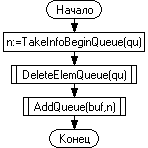 Начало
n:=TakeInfoBeginQueue(qu)
DeleteElemQueue(qu)
AddQueue(buf,n)
Конец